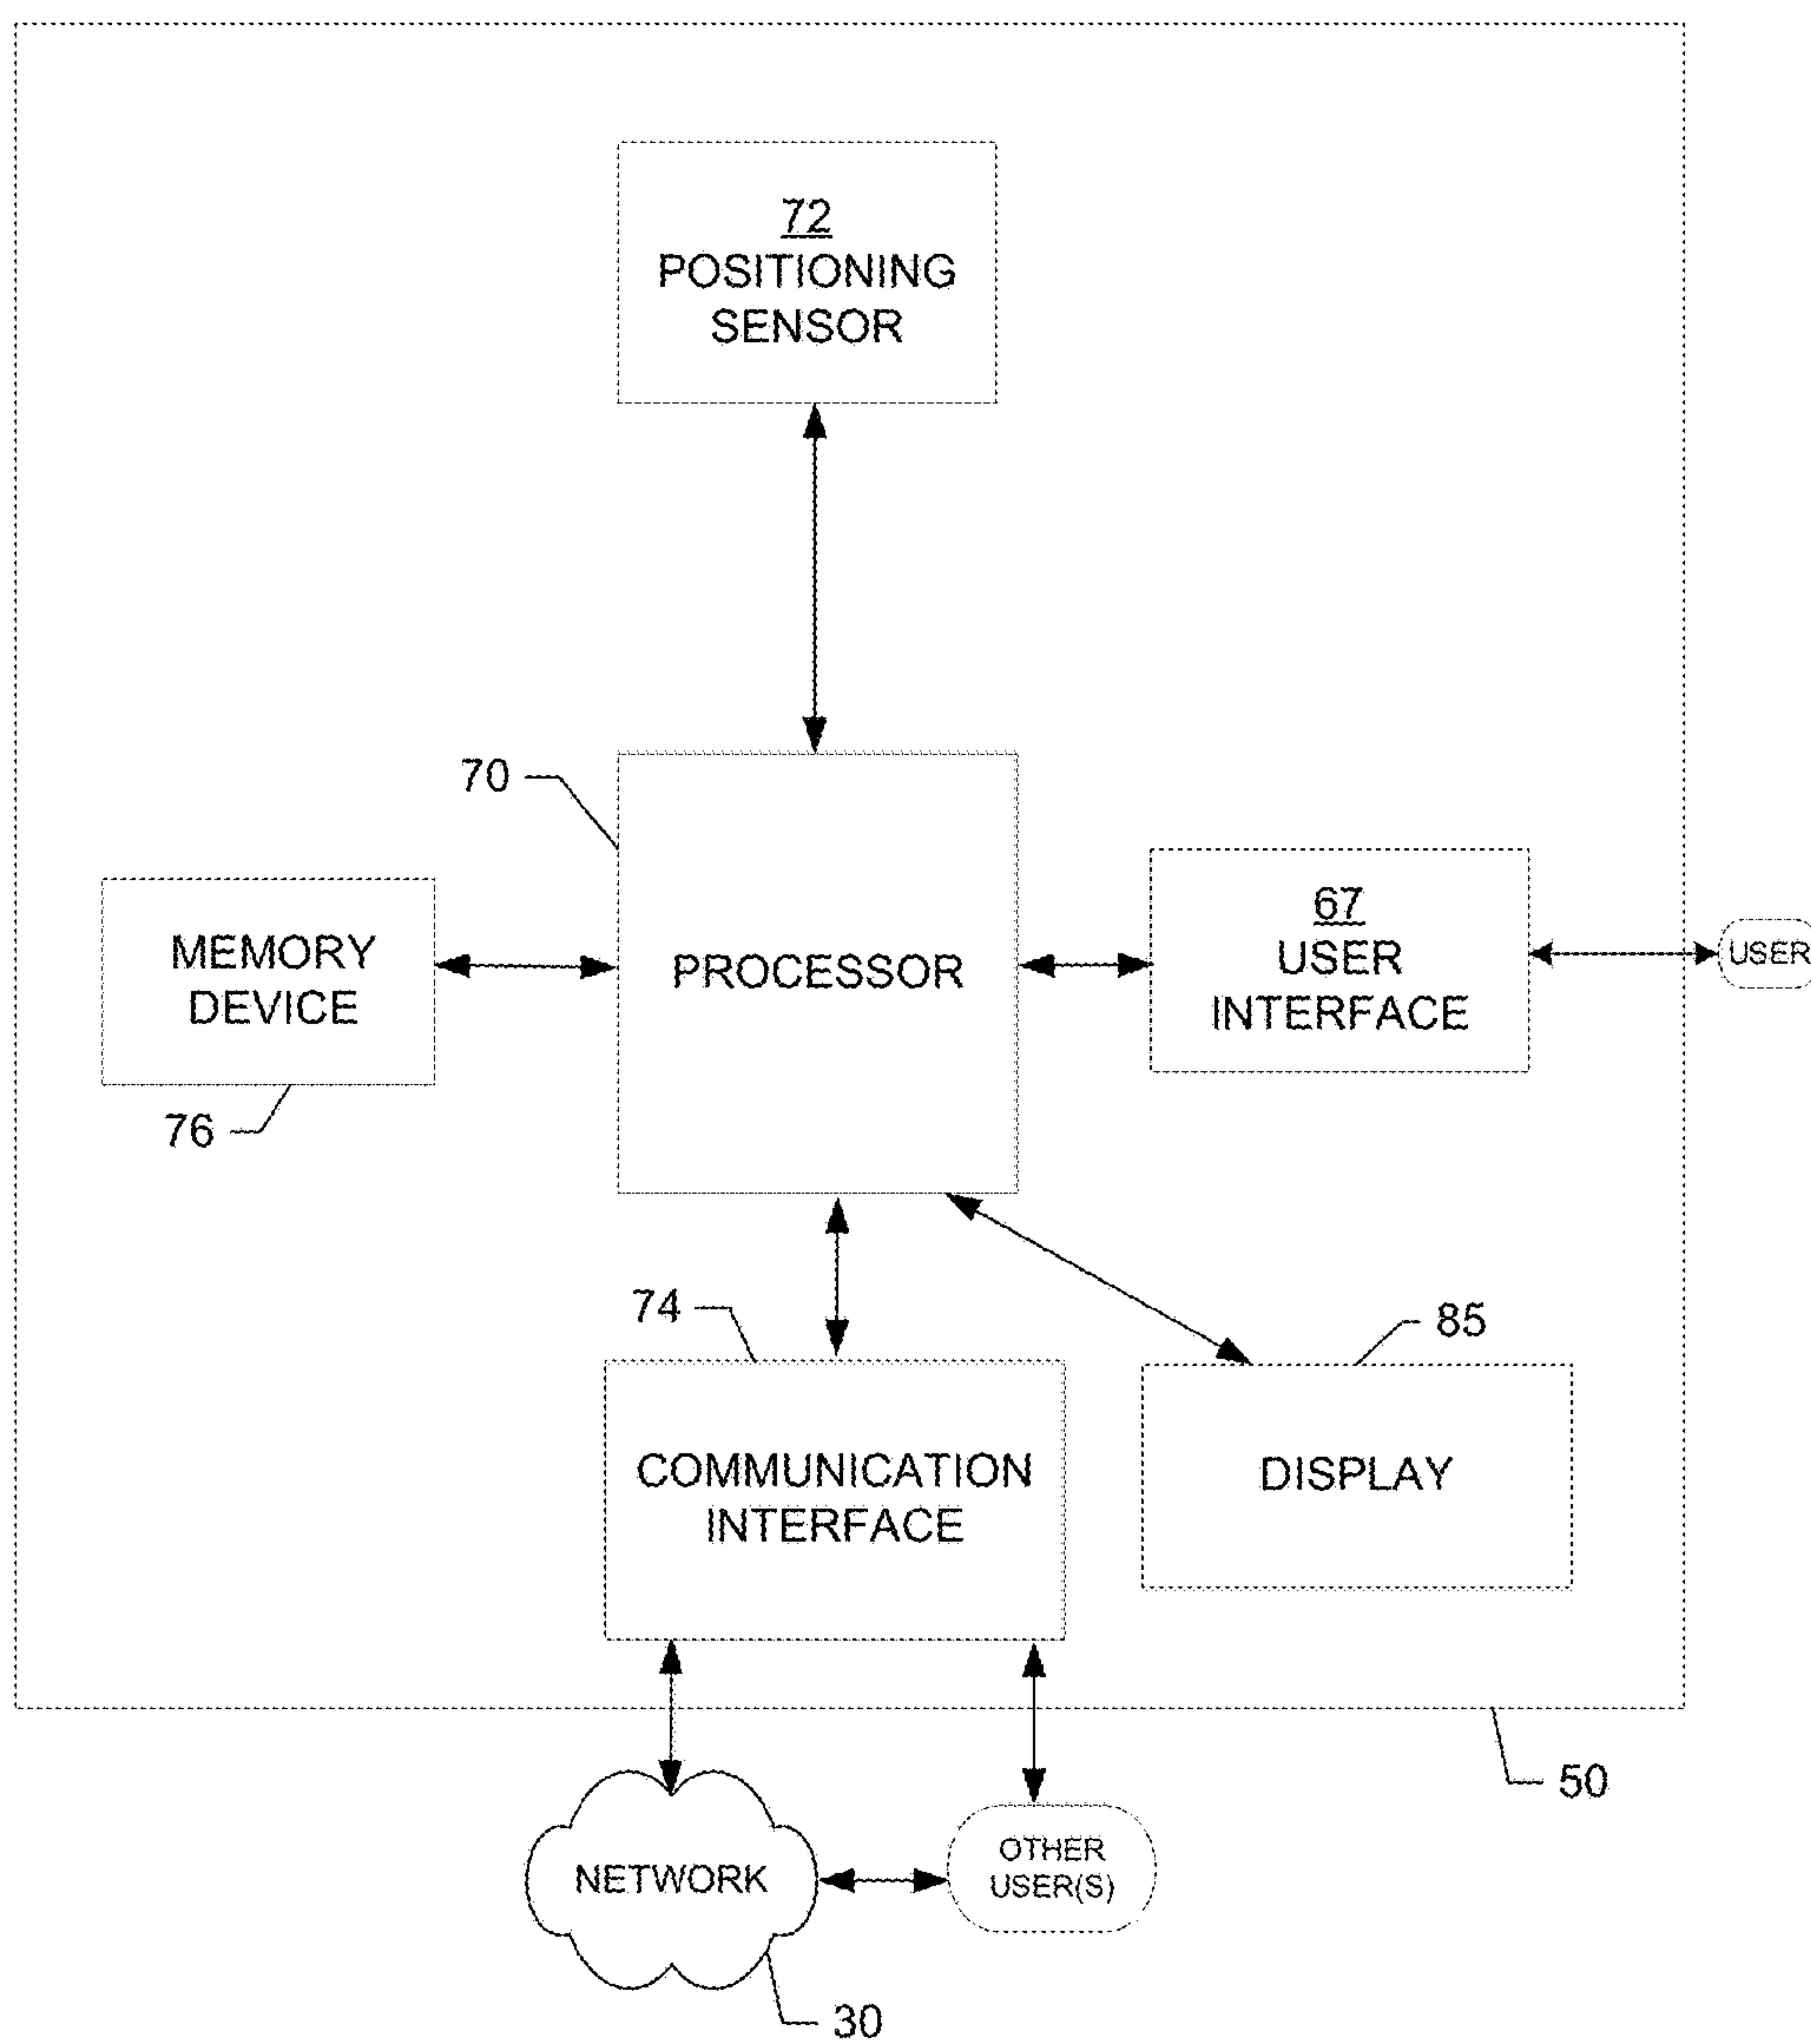 72
POSITIONING
SENSOR
70
MEMORY
DEVICE
76
PROCESSOR
67
USER
INTERFACE
USER
74
COMMUNICATION
INTERFACE
85
DISPLAY
50
NETWORK
OTHER
USER(S)
30